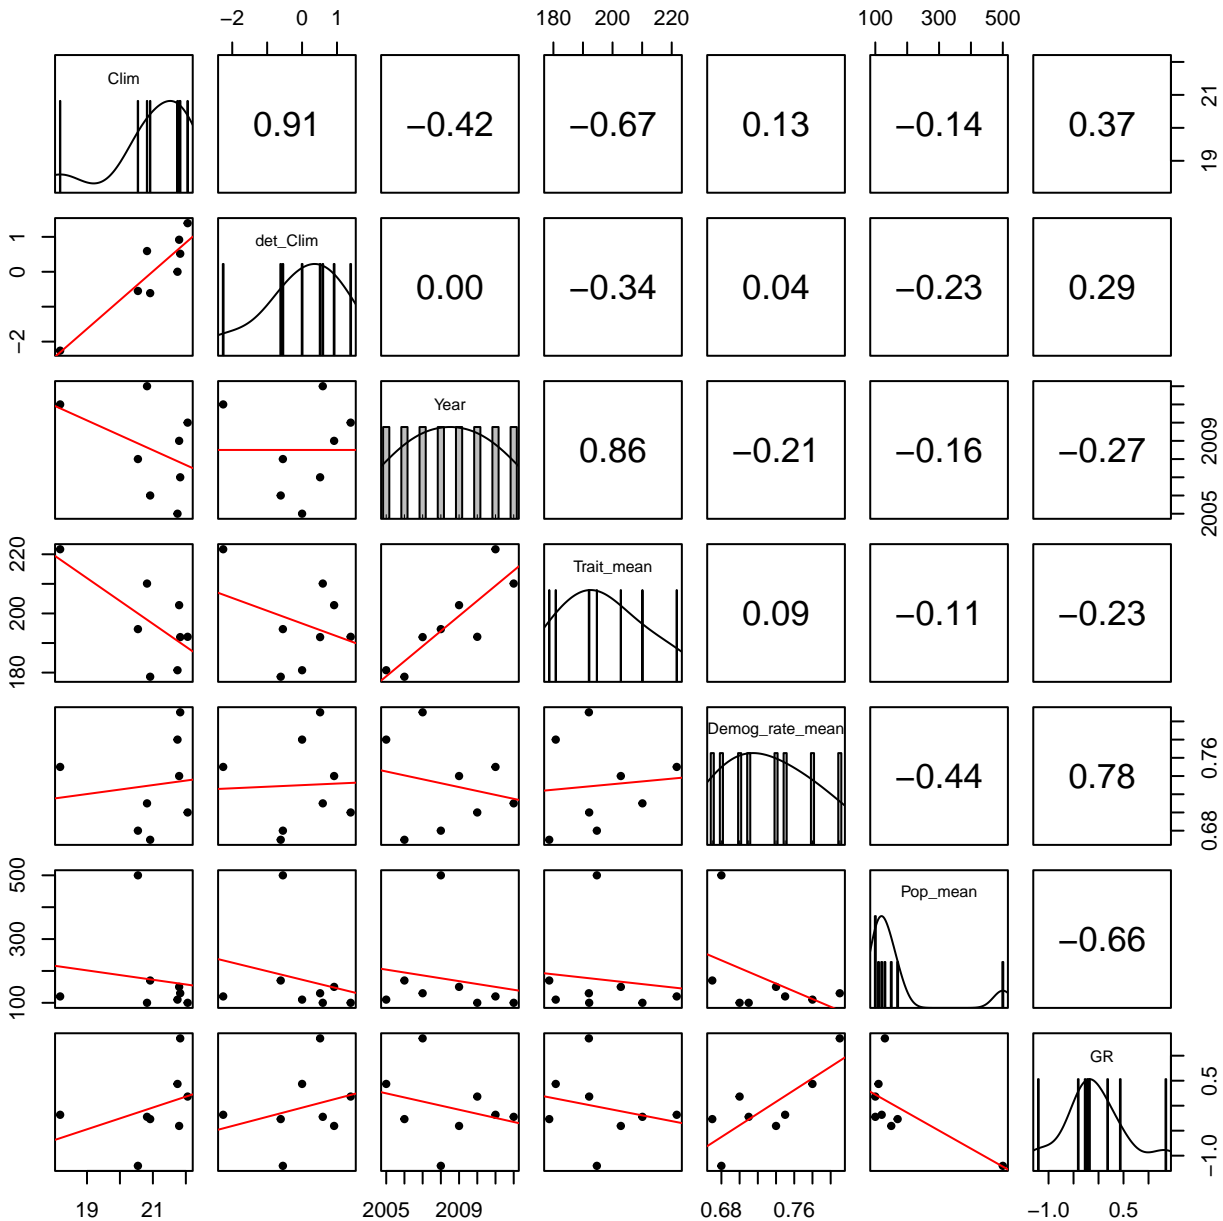 −2 0 1 180 200 220 100 300 500
Clim 0.91 −0.42 −0.67 0.13 −0.14 0.37 19 21
−2 0 1 det_Clim 0.00 −0.34 0.04 −0.23 0.29
Year 0.86 −0.21 −0.16 −0.27 2005 2009
180 200 220 Trait_mean 0.09 −0.11 −0.23
Demog_rate_mean −0.44 0.78 0.68 0.76
100 300 500 Pop_mean −0.66
GR −1.0 0.5
19 21 2005 2009 0.68 0.76 −1.0 0.5